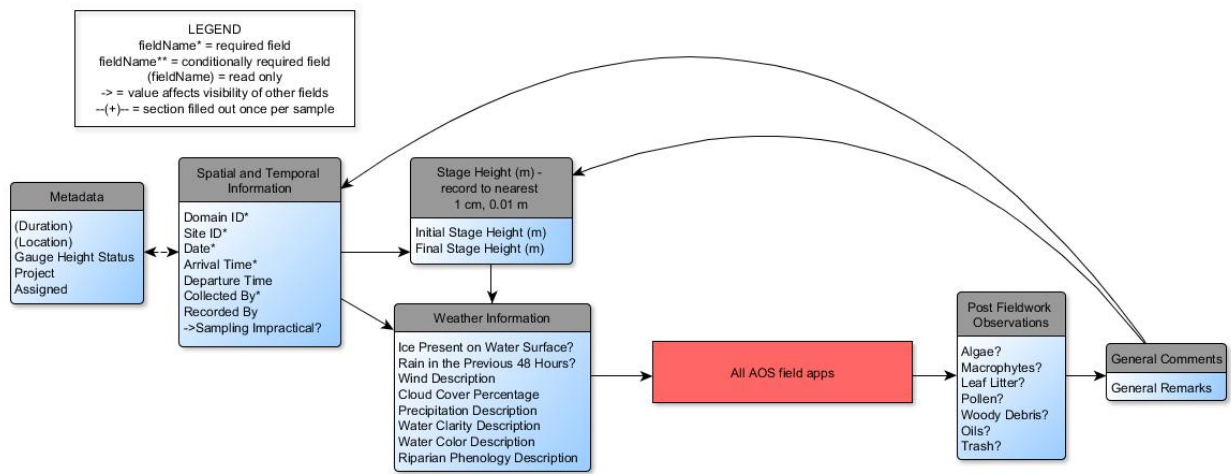 LEGEND
fieldName* = required field
fieldName** = conditionally required field
(fieldName) = read only
-> = value affects visibility of other fields
--(+)-- = section filled out once per sample
Metadata
(Duration)
(Location)
Gauge Height Status
Project
Assigned
Spatial and Temporal
Information
Domain ID*
Site ID*
Date*
Arrival Time*
Departure Time
Collected By*
Recorded By
->Sampling Impractical?
Stage Height (m) -
record to nearest
1 cm, 0.01 m
Initial Stage Height (m)
Final Stage Height (m)
Weather Information
Ice Present on Water Surface?
Rain in the Previous 48 Hours?
Wind Description
Cloud Cover Percentage
Precipitation Description
Water Clarity Description
Water Color Description
Riparian Phenology Description
All AOS field apps
Post Fieldwork
Observations
Algae?
Macrophytes?
Leaf Litter?
Pollen?
Woody Debris?
Oils?
Trash?
General Comments
General Remarks